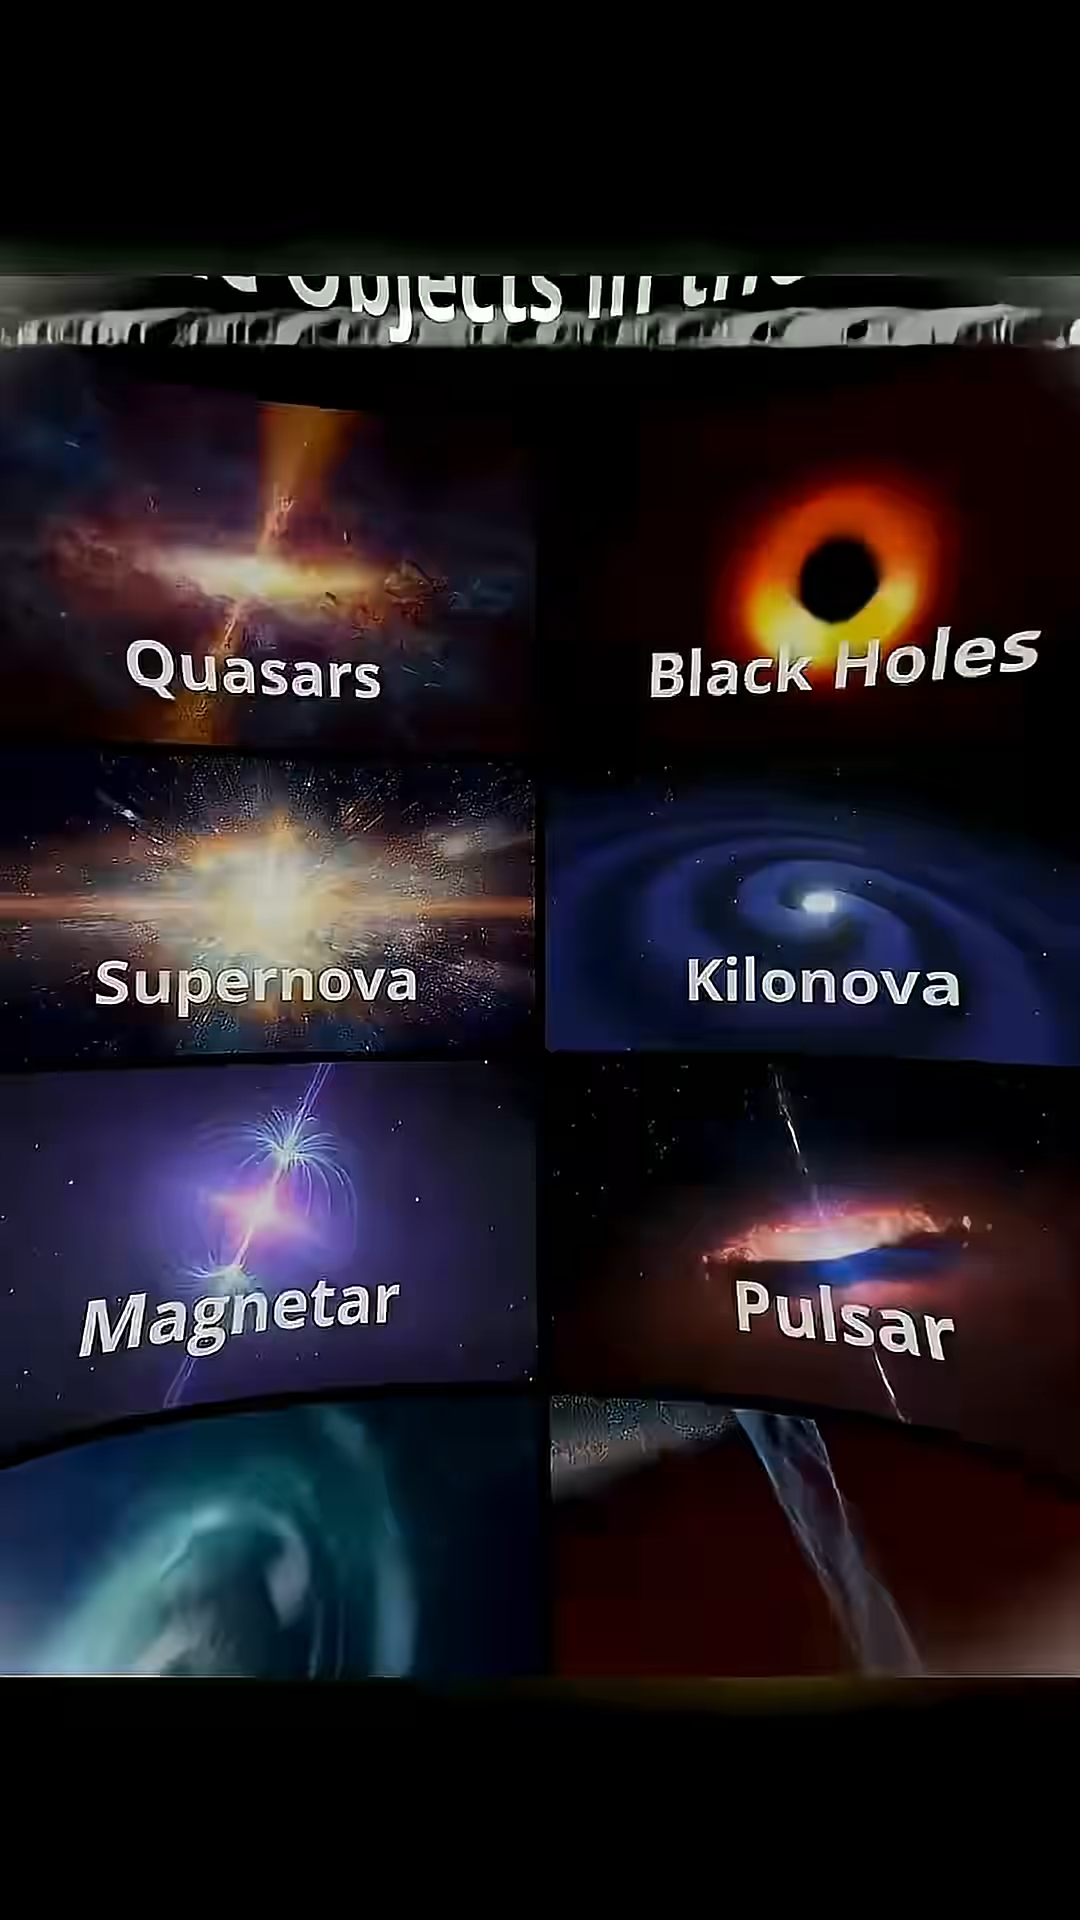 Objects in the
Quasars
Black Holes
Supernova
Kilonova
Magnetar
Pulsar